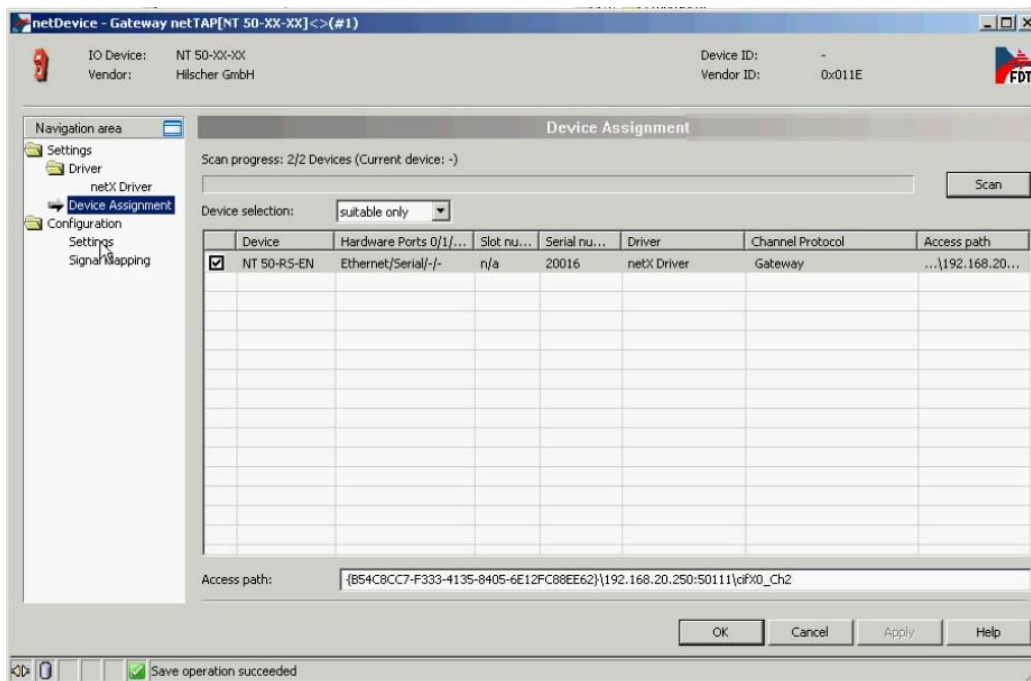 netDevice - Gateway netTAP[NT 50-XX-XX]<>(#1)
IO Device: NT 50-XX-XX Device ID: -
Vendor: Hilscher GmbH Vendor ID: 0x011E
FDT
Navigation area
Settings
Driver
netX Driver
Device Assignment
Configuration
Settings
Signal Mapping
Device Assignment
Scan progress: 2/2 Devices (Current device: -)
Scan
Device selection: suitable only
Device Hardware Ports 0/1/... Slot nu... Serial nu... Driver Channel Protocol Access path
NT 50-RS-EN Ethernet/Serial/-/- n/a 20016 netX Driver Gateway ...\192.168.20...
Access path: {B54C8CC7-F333-4135-8405-6E12FC88EE62}\192.168.20.250:50111\cifX0_Ch2
OK Cancel Apply Help
Save operation succeeded